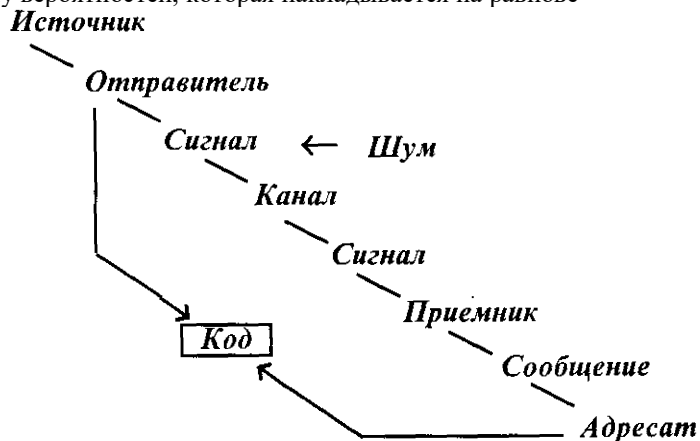 у вероятностей, которая накладывается на равнове
Источник
Отправитель
Сигнал ← Шум
Канал
Сигнал
Приемник
Код
Сообщение
Адресат